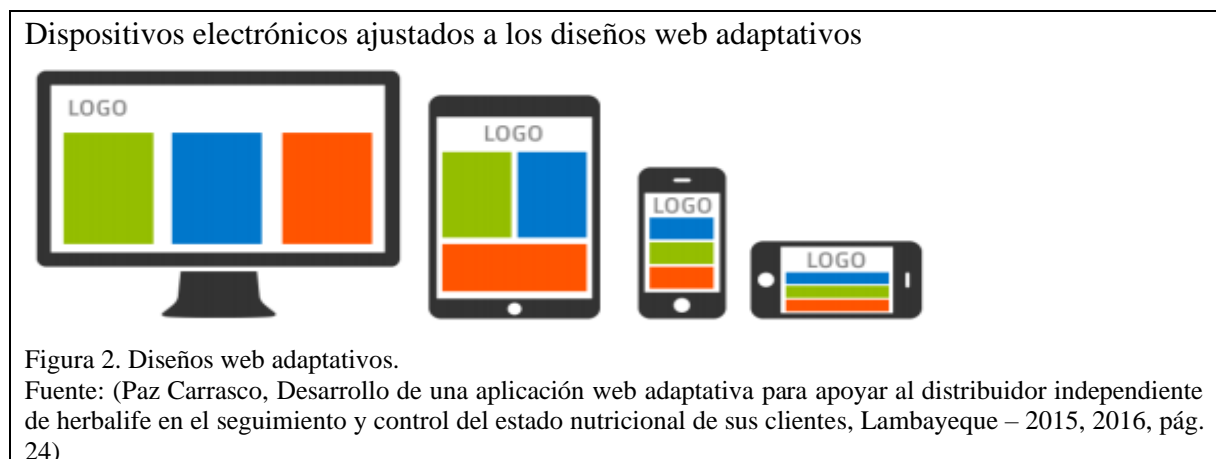 Dispositivos electrónicos ajustados a los diseños web adaptativos
LOGO
LOGO
LOGO
LOGO
Figura 2. Diseños web adaptativos.
Fuente: (Paz Carrasco, Desarrollo de una aplicación web adaptativa para apoyar al distribuidor independiente
de herbalife en el seguimiento y control del estado nutricional de sus clientes, Lambayeque – 2015, 2016, pág.
24)